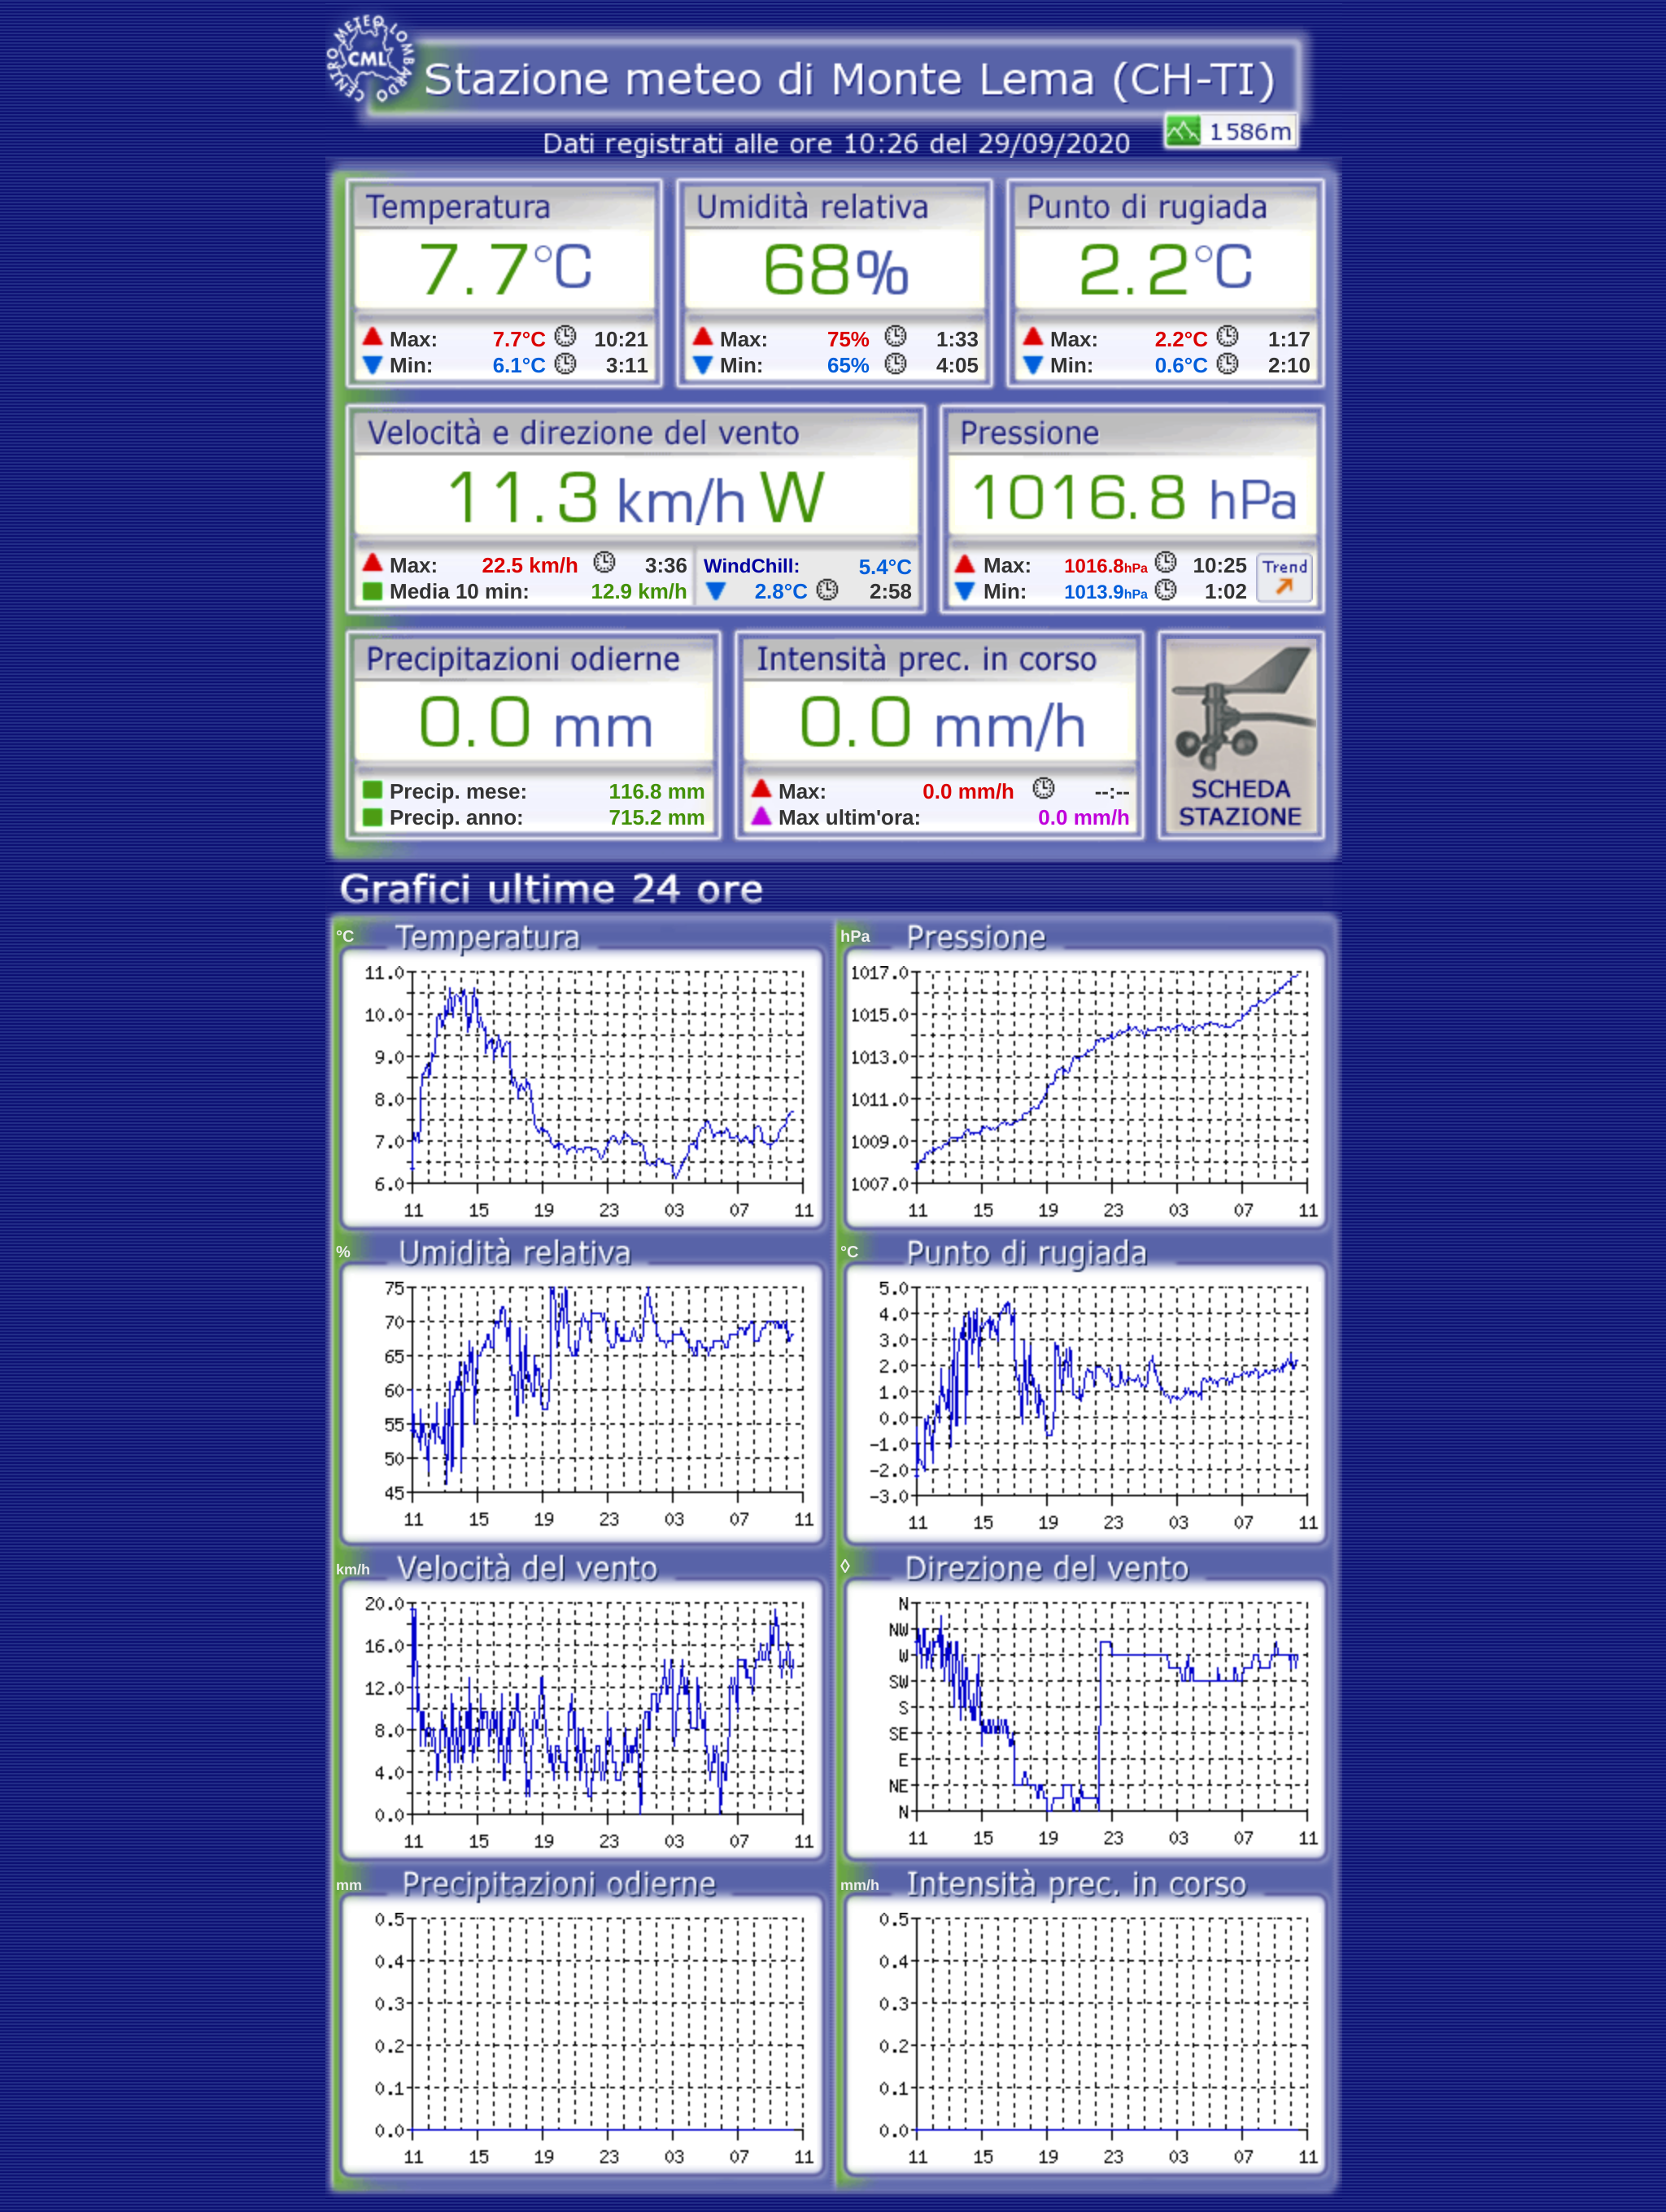 CENTRO METEO LOMBARDO
CML
Stazione meteo di Monte Lema (CH-TI)
1586m
Dati registrati alle ore 10:26 del 29/09/2020
Temperatura
7.7°C
Max: 7.7°C 10:21
Min: 6.1°C 3:11
Umidità relativa
68%
Max: 75% 1:33
Min: 65% 4:05
Punto di rugiada
2.2°C
Max: 2.2°C 1:17
Min: 0.6°C 2:10
Velocità e direzione del vento
11.3 km/h W
Max: 22.5 km/h 3:36
Media 10 min: 12.9 km/h
WindChill: 5.4°C
2.8°C 2:58
Pressione
1016.8 hPa
Max: 1016.8hPa 10:25
Min: 1013.9hPa 1:02
Trend
Precipitazioni odierne
0.0 mm
Precip. mese: 116.8 mm
Precip. anno: 715.2 mm
Intensità prec. in corso
0.0 mm/h
Max: 0.0 mm/h --:--
Max ultim'ora: 0.0 mm/h
SCHEDA
STAZIONE
Grafici ultime 24 ore
°C Temperatura
11.0
10.0
9.0
8.0
7.0
6.0
11 15 19 23 03 07 11
hPa Pressione
1017.0
1015.0
1013.0
1011.0
1009.0
1007.0
11 15 19 23 03 07 11
% Umidità relativa
75
70
65
60
55
50
45
11 15 19 23 03 07 11
°C Punto di rugiada
5.0
4.0
3.0
2.0
1.0
0.0
-1.0
-2.0
-3.0
11 15 19 23 03 07 11
km/h Velocità del vento
20.0
16.0
12.0
8.0
4.0
0.0
11 15 19 23 03 07 11
◊ Direzione del vento
N
NW
W
SW
S
SE
E
NE
N
11 15 19 23 03 07 11
mm Precipitazioni odierne
0.5
0.4
0.3
0.2
0.1
0.0
11 15 19 23 03 07 11
mm/h Intensità prec. in corso
0.5
0.4
0.3
0.2
0.1
0.0
11 15 19 23 03 07 11